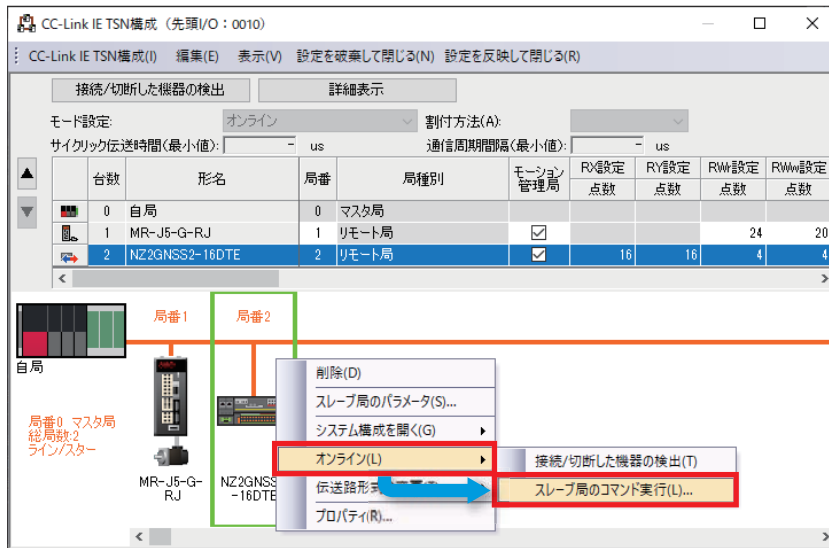 CC-Link IE TSN構成（先頭I/O：0010）
CC-Link IE TSN構成(I) 編集(E) 表示(V) 設定を破棄して閉じる(N) 設定を反映して閉じる(R)
接続/切断した機器の検出 詳細表示
モード設定: オンライン 割付方法(A):
サイクリック伝送時間(最小値): - us 通信周期間隔(最小値): - us
台数 形名 局番 局種別 モーション管理局 RX設定 RY設定 RWr設定 RWw設定
点数 点数 点数 点数
0 自局 0 マスタ局
1 MR-J5-G-RJ 1 リモート局 24 20
2 NZ2GNSS2-16DTE 2 リモート局 16 16 4 4
局番1 局番2
自局
局番0 マスタ局
総局数:2
ライン/スター
MR-J5-G-
RJ
NZ2GNSS
-16DTE
削除(D)
スレーブ局のパラメータ(S)...
システム構成を開く(G)
オンライン(L)
伝送路形式
プロパティ(R)...
接続/切断した機器の検出(T)
スレーブ局のコマンド実行(L)...